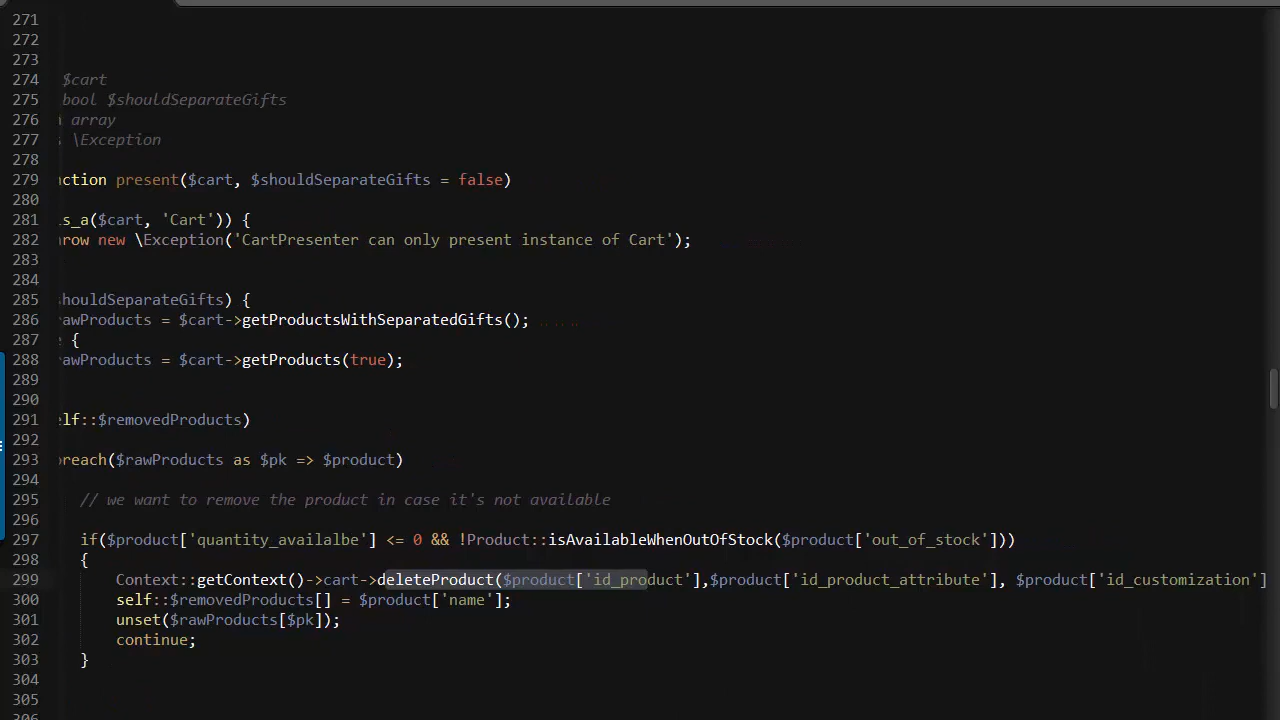 271
272
273
274 $cart
275 bool $shouldSeparateGifts
276 array
277 \Exception
278
279 ction present($cart, $shouldSeparateGifts = false)
280
281 s_a($cart, 'Cart')) {
282 row new \Exception('CartPresenter can only present instance of Cart');
283
284
285 houldSeparateGifts) {
286 awProducts = $cart->getProductsWithSeparatedGifts();
287 e {
288 awProducts = $cart->getProducts(true);
289
290
291 elf::$removedProducts)
292
293 oreach($rawProducts as $pk => $product)
294
295 // we want to remove the product in case it's not available
296
297 if($product['quantity_availalbe'] <= 0 && !Product::isAvailableWhenOutOfStock($product['out_of_stock']))
298 {
299 Context::getContext()->cart->deleteProduct($product['id_product'],$product['id_product_attribute'], $product['id_customization']
300 self::$removedProducts[] = $product['name'];
301 unset($rawProducts[$pk]);
302 continue;
303 }
304
305
306